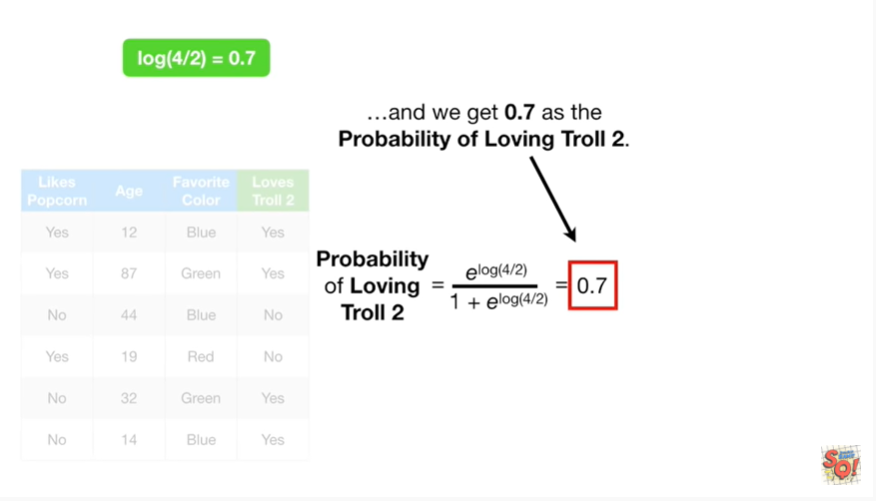 log(4/2) = 0.7
...and we get 0.7 as the
Probability of Loving Troll 2.
Likes Popcorn Age Favorite Color Loves Troll 2
Yes 12 Blue Yes
Yes 87 Green Yes
No 44 Blue No
Yes 19 Red No
No 32 Green Yes
No 14 Blue Yes
Probability
of Loving
Troll 2
= e^log(4/2) / 1 + e^log(4/2) = 0.7
SQ!